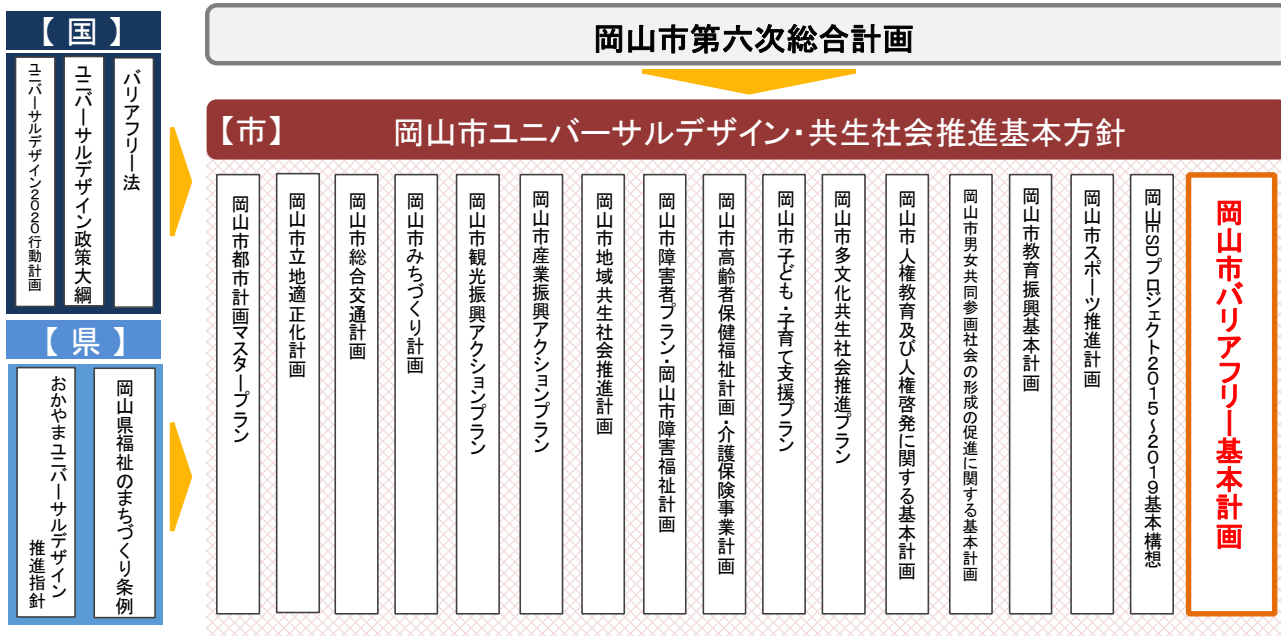 【 国 】
バリアフリー法
ユニバーサルデザイン政策大綱
ユニバーサルデザイン2020行動計画
【 県 】
岡山県福祉のまちづくり条例
おかやまユニバーサルデザイン
推進指針
岡山市第六次総合計画
【市】 岡山市ユニバーサルデザイン・共生社会推進基本方針
岡山市都市計画マスタープラン
岡山市立地適正化計画
岡山市総合交通計画
岡山市みちづくり計画
岡山市観光振興アクションプラン
岡山市産業振興アクションプラン
岡山市地域共生社会推進計画
岡山市障害者プラン・岡山市障害福祉計画
岡山市高齢者保健福祉計画・介護保険事業計画
岡山市子ども・子育て支援プラン
岡山市多文化共生社会推進プラン
岡山市人権教育及び人権啓発に関する基本計画
岡山市男女共同参画社会の形成の促進に関する基本計画
岡山市教育振興基本計画
岡山市スポーツ推進計画
岡山ESDプロジェクト2015~2019基本構想
岡山市バリアフリー基本計画